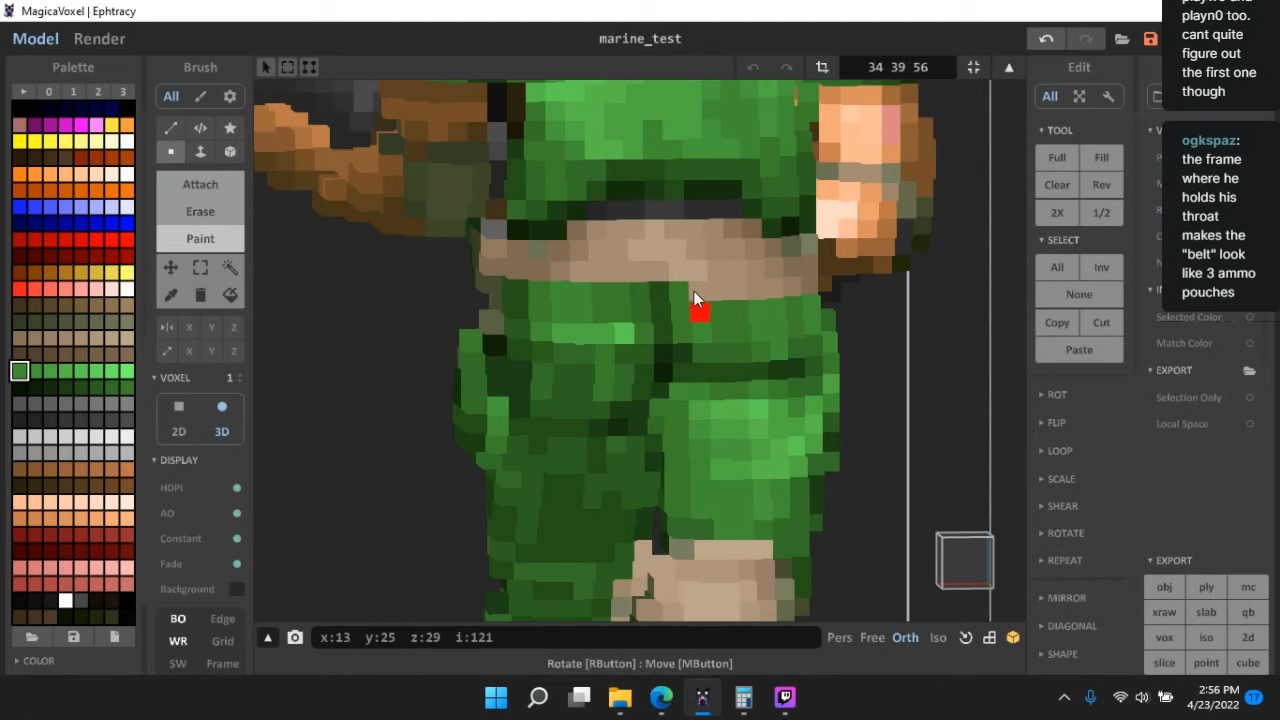 MagicaVoxel | Ephtracy
Model Render
marine_test
playn0 too.
cant quite
figure out
the first one
though
ogkspaz:
the frame
where he
holds his
throat
makes the
"belt" look
like 3 ammo
pouches
Palette
0 1 2 3
COLOR
Brush
All
Attach
Erase
Paint
X Y Z
X Y Z
VOXEL 1
2D 3D
DISPLAY
HDPI
AO
Constant
Fade
Background
BO Edge
WR Grid
SW Frame
34 39 56
x:13 y:25 z:29 i:121
Pers Free Orth Iso
Rotate [RButton] : Move [MButton]
Edit
All
TOOL
Full Fill
Clear Rev
2X 1/2
SELECT
All Inv
None
Copy Cut
Paste
ROT
FLIP
LOOP
SCALE
SHEAR
ROTATE
REPEAT
MIRROR
DIAGONAL
SHAPE
Selected Color
Match Color
EXPORT
Selection Only
Local Space
EXPORT
obj ply mc
xraw slab qb
vox iso 2d
slice point cube
2:56 PM
4/23/2022
17